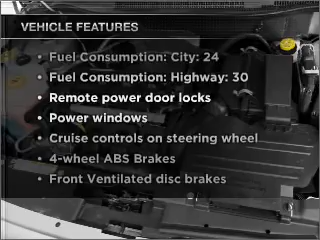 VEHICLE FEATURES
• Fuel Consumption: City: 24
• Fuel Consumption: Highway: 30
• Remote power door locks
• Power windows
• Cruise controls on steering wheel
• 4-wheel ABS Brakes
• Front Ventilated disc brakes